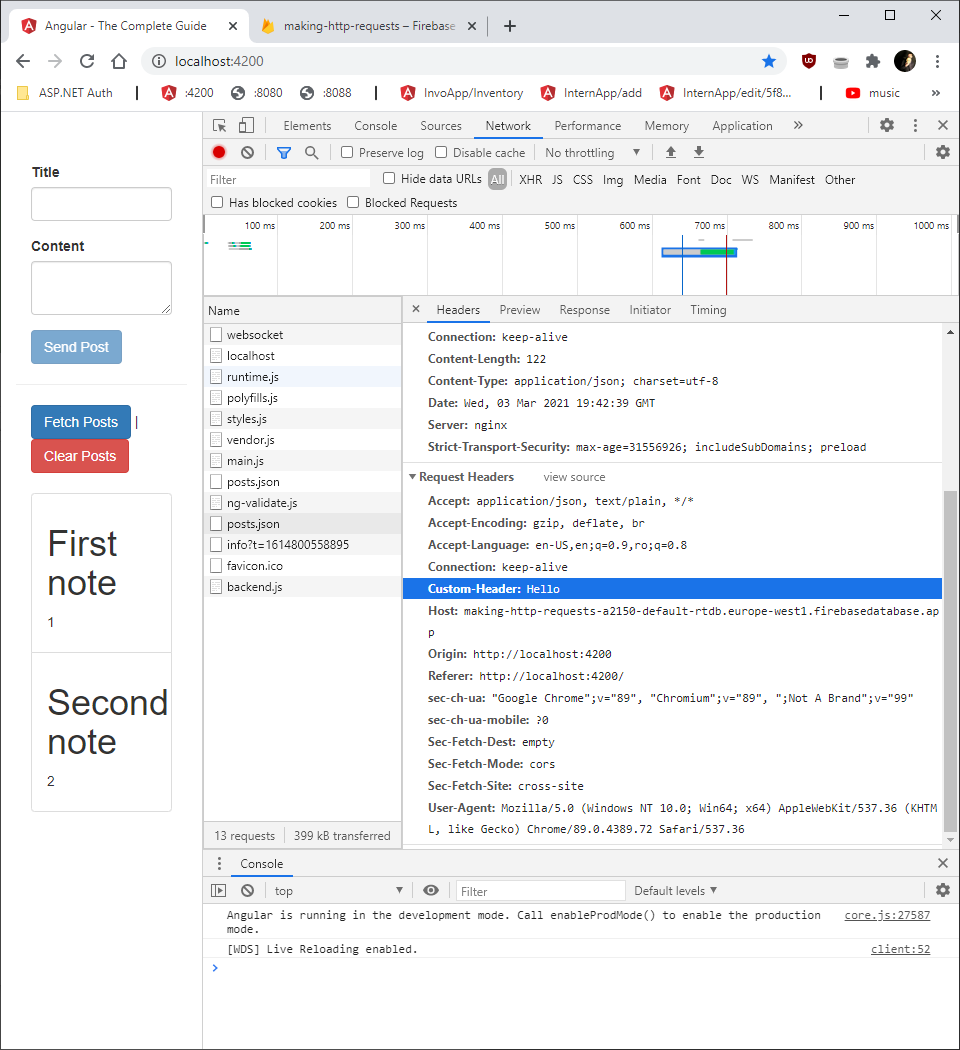 Angular - The Complete Guide
making-http-requests – Firebase
localhost:4200
ASP.NET Auth
:4200
:8080
:8088
InvoApp/Inventory
InternApp/add
InternApp/edit/5f8...
music
Title
Content
Send Post
Fetch Posts |
Clear Posts
First
note
1
Second
note
2
Elements Console Sources Network Performance Memory Application
Preserve log Disable cache No throttling
Filter Hide data URLs All XHR JS CSS Img Media Font Doc WS Manifest Other
Has blocked cookies Blocked Requests
100 ms 200 ms 300 ms 400 ms 500 ms 600 ms 700 ms 800 ms 900 ms 1000 ms
Name
websocket
localhost
runtime.js
polyfills.js
styles.js
vendor.js
main.js
posts.json
ng-validate.js
posts.json
info?t=1614800558895
favicon.ico
backend.js
13 requests 399 kB transferred
Headers Preview Response Initiator Timing
Connection: keep-alive
Content-Length: 122
Content-Type: application/json; charset=utf-8
Date: Wed, 03 Mar 2021 19:42:39 GMT
Server: nginx
Strict-Transport-Security: max-age=31556926; includeSubDomains; preload
Request Headers view source
Accept: application/json, text/plain, */*
Accept-Encoding: gzip, deflate, br
Accept-Language: en-US,en;q=0.9,ro;q=0.8
Connection: keep-alive
Custom-Header: Hello
Host: making-http-requests-a2150-default-rtdb.europe-west1.firebasedatabase.ap
p
Origin: http://localhost:4200
Referer: http://localhost:4200/
sec-ch-ua: "Google Chrome";v="89", "Chromium";v="89", ";Not A Brand";v="99"
sec-ch-ua-mobile: ?0
Sec-Fetch-Dest: empty
Sec-Fetch-Mode: cors
Sec-Fetch-Site: cross-site
User-Agent: Mozilla/5.0 (Windows NT 10.0; Win64; x64) AppleWebKit/537.36 (KHTM
L, like Gecko) Chrome/89.0.4389.72 Safari/537.36
Console
top Filter Default levels
Angular is running in the development mode. Call enableProdMode() to enable the production core.js:27587
mode.
[WDS] Live Reloading enabled. client:52